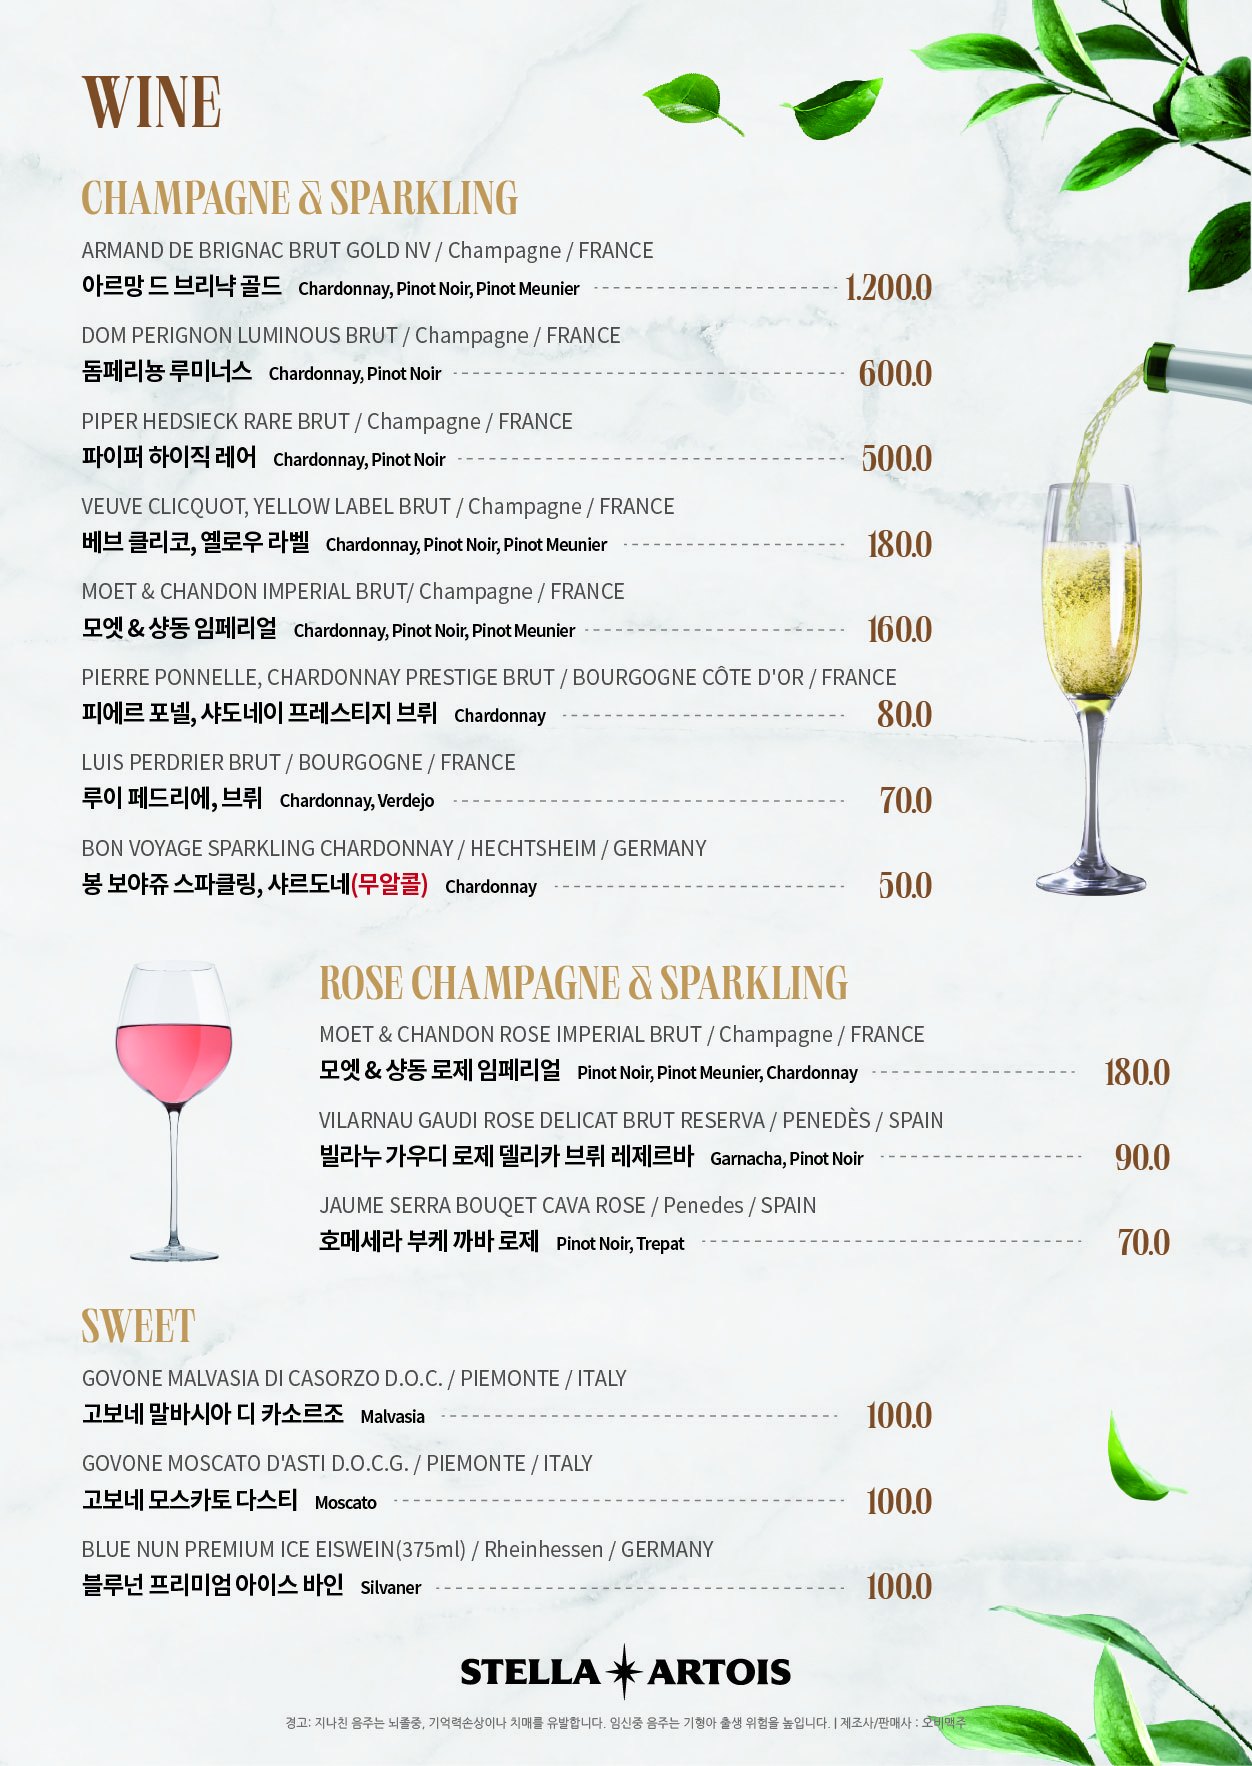 WINE
CHAMPAGNE & SPARKLING
ARMAND DE BRIGNAC BRUT GOLD NV / Champagne / FRANCE
아르망 드 브리냑 골드 Chardonnay, Pinot Noir, Pinot Meunier 1.200.0
DOM PERIGNON LUMINOUS BRUT / Champagne / FRANCE
돔페리뇽 루미너스 Chardonnay, Pinot Noir 600.0
PIPER HEDSIECK RARE BRUT / Champagne / FRANCE
파이퍼 하이직 레어 Chardonnay, Pinot Noir 500.0
VEUVE CLICQUOT, YELLOW LABEL BRUT / Champagne / FRANCE
베브 클리코, 옐로우 라벨 Chardonnay, Pinot Noir, Pinot Meunier 180.0
MOET & CHANDON IMPERIAL BRUT/ Champagne / FRANCE
모엣 & 샹동 임페리얼 Chardonnay, Pinot Noir, Pinot Meunier 160.0
PIERRE PONNELLE, CHARDONNAY PRESTIGE BRUT / BOURGOGNE CÔTE D'OR / FRANCE
피에르 포넬, 샤도네이 프레스티지 브뤼 Chardonnay 80.0
LUIS PERDRIER BRUT / BOURGOGNE / FRANCE
루이 페드리에, 브뤼 Chardonnay, Verdejo 70.0
BON VOYAGE SPARKLING CHARDONNAY / HECHTSHEIM / GERMANY
봉 보야쥬 스파클링, 샤르도네(무알콜) Chardonnay 50.0
ROSE CHAMPAGNE & SPARKLING
MOET & CHANDON ROSE IMPERIAL BRUT / Champagne / FRANCE
모엣 & 샹동 로제 임페리얼 Pinot Noir, Pinot Meunier, Chardonnay 180.0
VILARNAU GAUDI ROSE DELICAT BRUT RESERVA / PENEDÈS / SPAIN
빌라누 가우디 로제 델리카 브뤼 레제르바 Garnacha, Pinot Noir 90.0
JAUME SERRA BOUQET CAVA ROSE / Penedes / SPAIN
호메세라 부케 까바 로제 Pinot Noir, Trepat 70.0
SWEET
GOVONE MALVASIA DI CASORZO D.O.C. / PIEMONTE / ITALY
고보네 말바시아 디 카소르조 Malvasia 100.0
GOVONE MOSCATO D'ASTI D.O.C.G. / PIEMONTE / ITALY
고보네 모스카토 다스티 Moscato 100.0
BLUE NUN PREMIUM ICE EISWEIN(375ml) / Rheinhessen / GERMANY
블루넌 프리미엄 아이스 바인 Silvaner 100.0
STELLA ARTOIS
경고: 지나친 음주는 뇌졸중, 기억력손상이나 치매를 유발합니다. 임신중 음주는 기형아 출생 위험을 높입니다. | 제조사/판매사 : 오비맥주